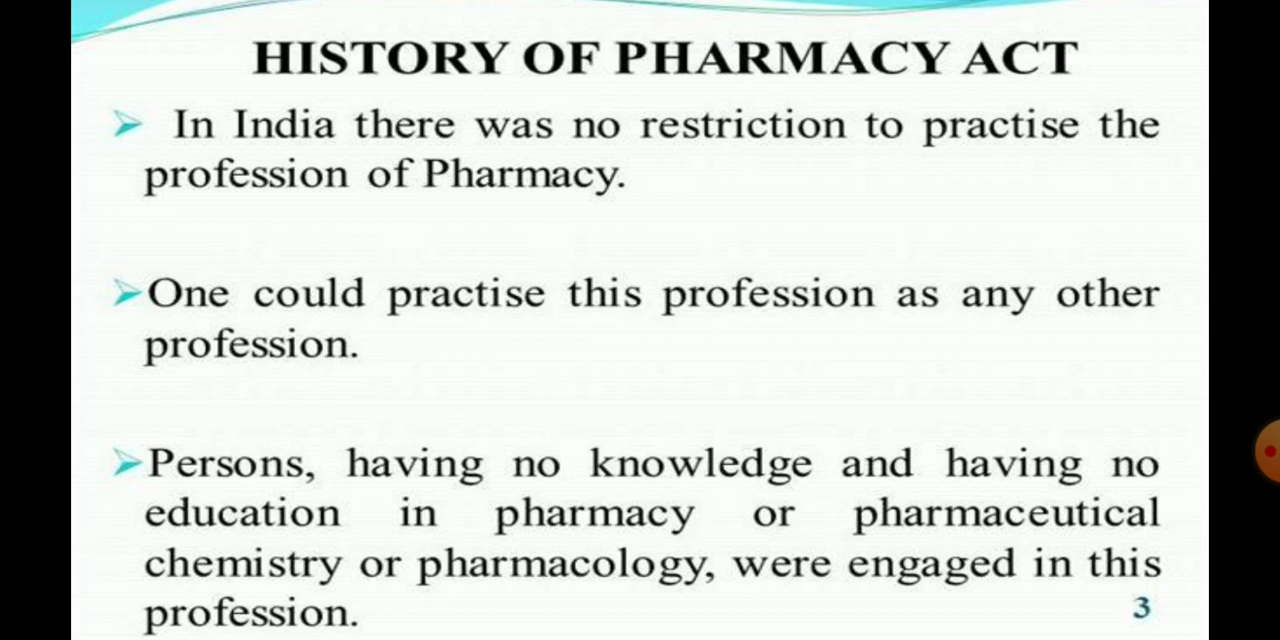 HISTORY OF PHARMACY ACT
In India there was no restriction to practise the
profession of Pharmacy.
One could practise this profession as any other
profession.
Persons, having no knowledge and having no
education in pharmacy or pharmaceutical
chemistry or pharmacology, were engaged in this
profession.
3